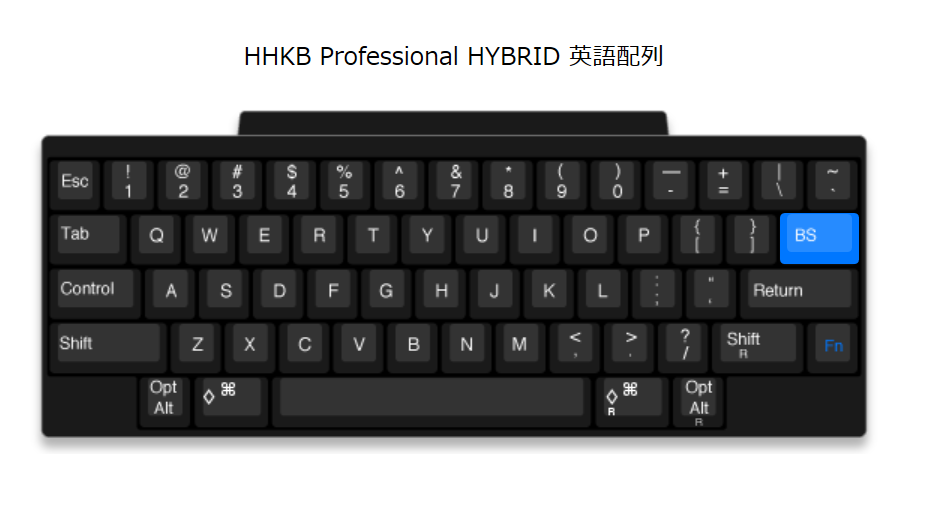 HHKB Professional HYBRID 英語配列
Esc ! 1 @ 2 # 3 $ 4 % 5 ^ 6 & 7 * 8 ( 9 ) 0 — - + = | \ ~ `
Tab Q W E R T Y U I O P { [ } ] BS
Control A S D F G H J K L : ; " ' Return
Shift Z X C V B N M < , > . ? / Shift R Fn
Opt Alt ◇ ⌘ ◇ ⌘ R Opt Alt R